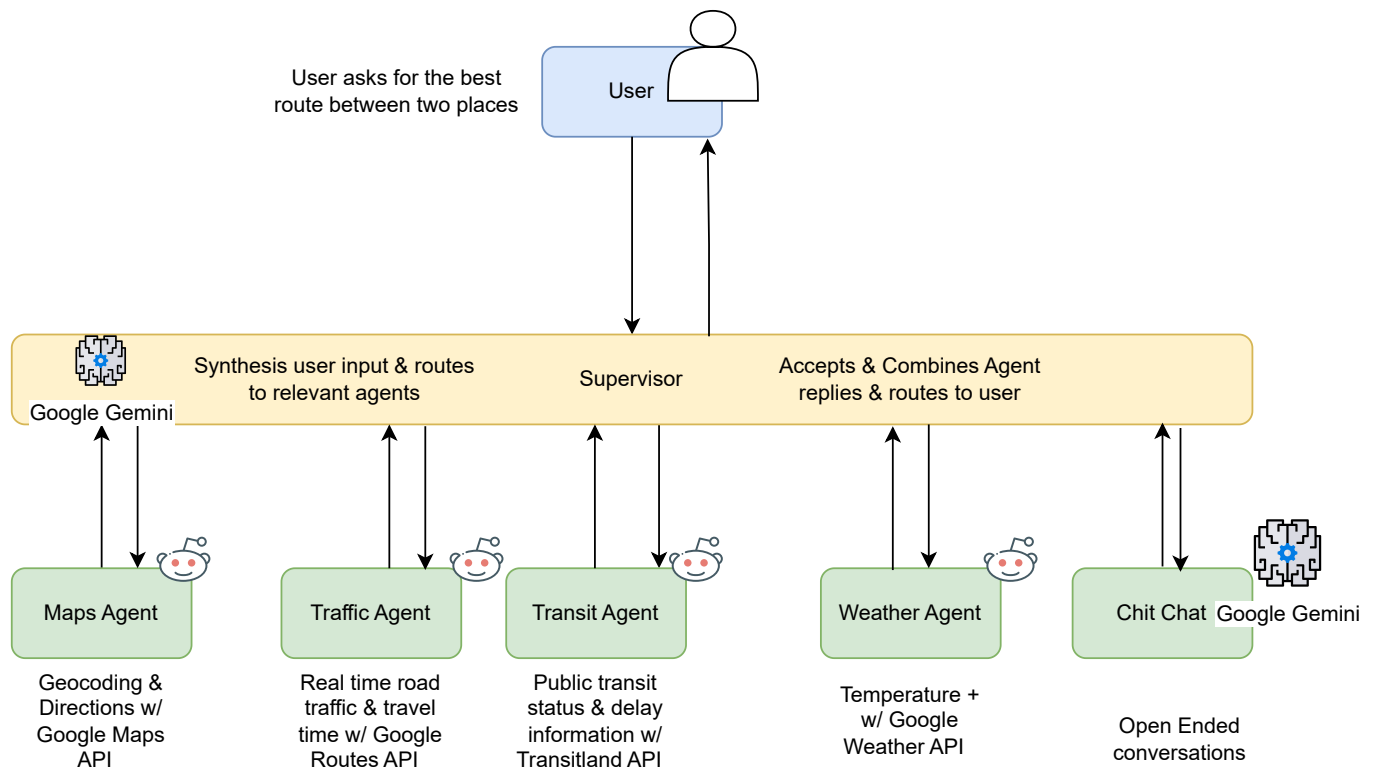 User asks for the best
route between two places
User
Synthesis user input & routes
to relevant agents
Supervisor
Accepts & Combines Agent
replies & routes to user
Google Gemini
Maps Agent
Traffic Agent
Transit Agent
Weather Agent
Chit Chat
Google Gemini
Geocoding &
Directions w/
Google Maps
API
Real time road
traffic & travel
time w/ Google
Routes API
Public transit
status & delay
information w/
Transitland API
Temperature +
w/ Google
Weather API
Open Ended
conversations